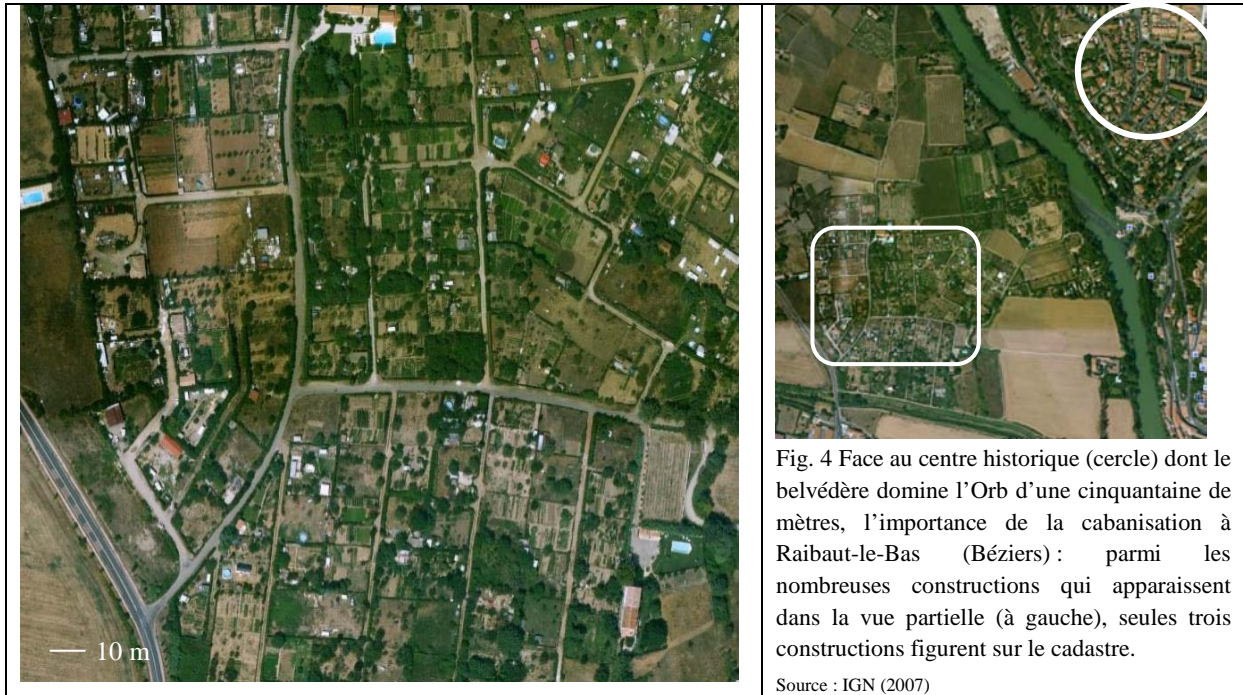 10 m
Fig. 4 Face au centre historique (cercle) dont le
belvédère domine l’Orb d’une cinquantaine de
mètres, l’importance de la cabanisation à
Raibaut-le-Bas (Béziers) : parmi les
nombreuses constructions qui apparaissent
dans la vue partielle (à gauche), seules trois
constructions figurent sur le cadastre.
Source : IGN (2007)